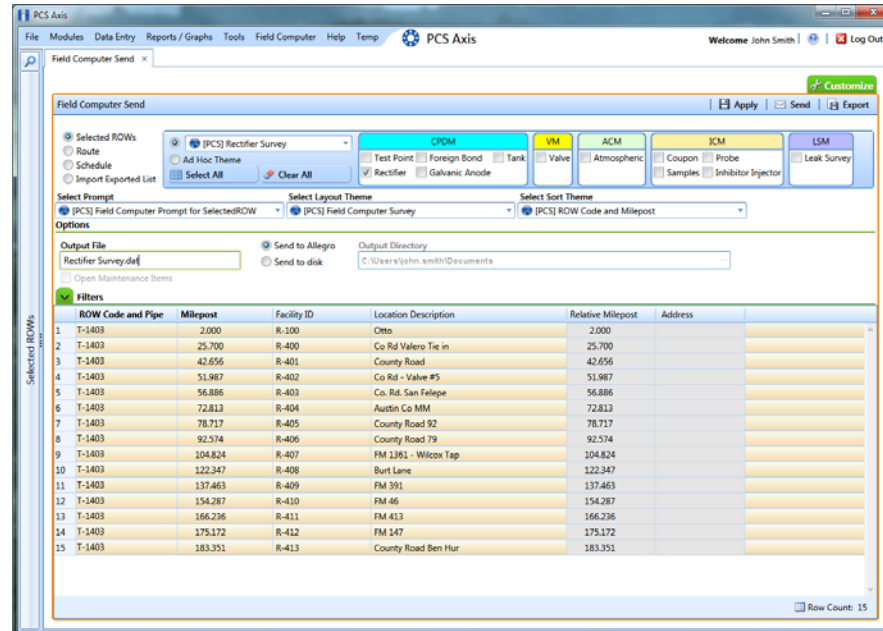 PCS Axis
File Modules Data Entry Reports / Graphs Tools Field Computer Help Temp PCS Axis Welcome John Smith Log Out
Field Computer Send ×
Customize
Field Computer Send Apply Send Export
Selected ROWs
Route
Schedule
Import Exported List
[PCS] Rectifier Survey
Ad Hoc Theme
Select All Clear All
CPDM VM ACM ICM LSM
Test Point Foreign Bond Tank Valve Atmospheric Coupon Probe Leak Survey
Rectifier Galvanic Anode Samples Inhibitor Injector
Select Prompt Select Layout Theme Select Sort Theme
[PCS] Field Computer Prompt for SelectedROW [PCS] Field Computer Survey [PCS] ROW Code and Milepost
Options
Output File Send to Allegro Output Directory
Rectifier Survey.dat Send to disk C:\Users\john.smith\Documents
Open Maintenance Items
Filters
Selected ROWs
ROW Code and Pipe Milepost Facility ID Location Description Relative Milepost Address
1 T-1403 2.000 R-100 Otto 2.000
2 T-1403 25.700 R-400 Co Rd Valero Tie in 25.700
3 T-1403 42.656 R-401 County Road 42.656
4 T-1403 51.987 R-402 Co Rd - Valve #5 51.987
5 T-1403 56.886 R-403 Co. Rd. San Felepe 56.886
6 T-1403 72.813 R-404 Austin Co MM 72.813
7 T-1403 78.717 R-405 County Road 92 78.717
8 T-1403 92.574 R-406 County Road 79 92.574
9 T-1403 104.824 R-407 FM 1361 - Wilcox Tap 104.824
10 T-1403 122.347 R-408 Burt Lane 122.347
11 T-1403 137.463 R-409 FM 391 137.463
12 T-1403 154.287 R-410 FM 46 154.287
13 T-1403 166.236 R-411 FM 413 166.236
14 T-1403 175.172 R-412 FM 147 175.172
15 T-1403 183.351 R-413 County Road Ben Hur 183.351
Row Count: 15